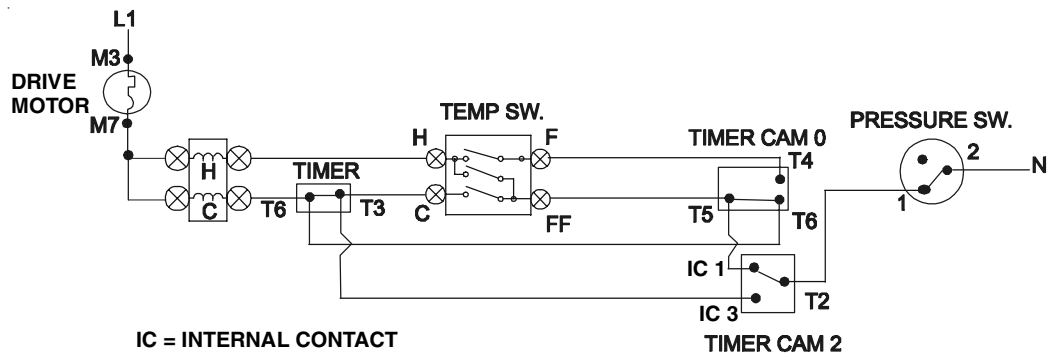 L1
M3
DRIVE
MOTOR
M7
TEMP SW.
PRESSURE SW.
H
F
TIMER CAM 0
T4
2
N
H
TIMER
1
C
T6
T3
C
FF
T5
T6
IC 1
T2
IC 3
IC = INTERNAL CONTACT
TIMER CAM 2